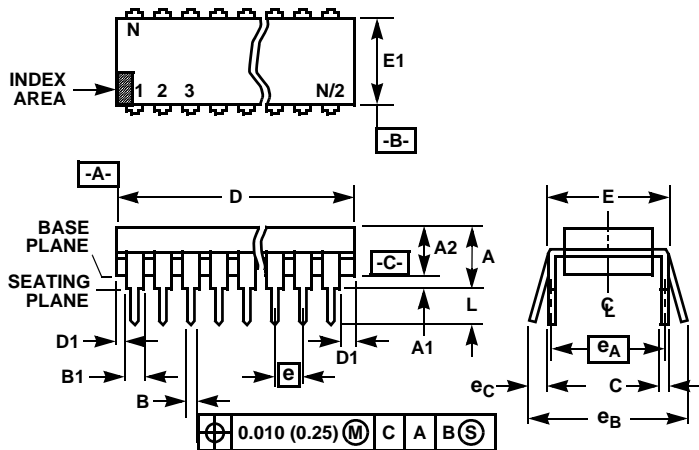 N
INDEX
AREA
1 2 3 N/2
E1
-B-
-A-
D
E
BASE
PLANE
A2
A
-C-
SEATING
PLANE
L
C
L
D1
B1
B
e
D1
A1
eA
eC
C
eB
0.010 (0.25) M C A B S